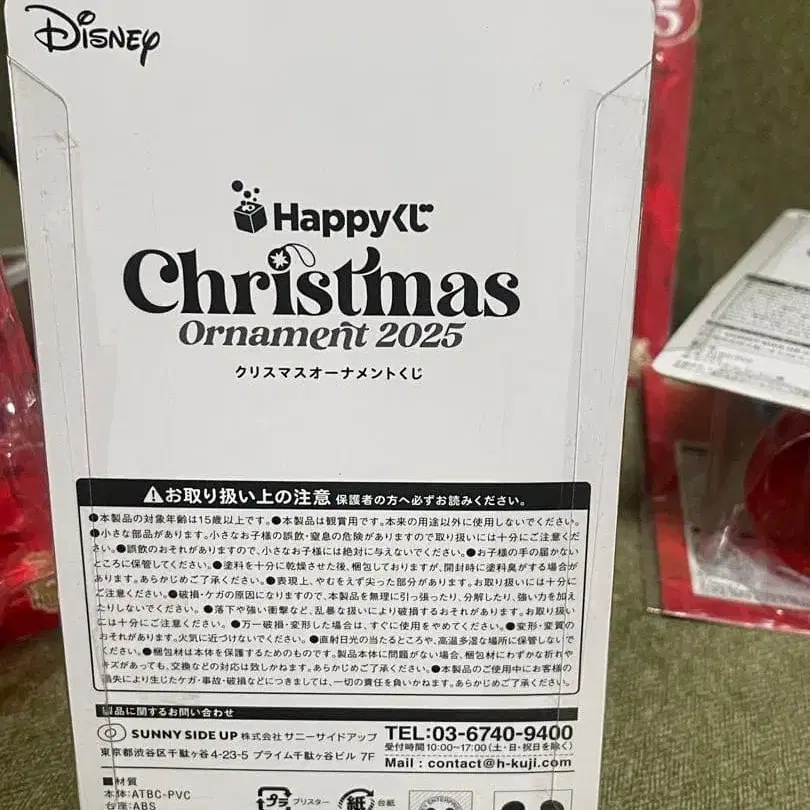 Disney
5
Happyくじ
Christmas
Ornament 2025
クリスマスオーナメントくじ
⚠お取り扱い上の注意 保護者の方へ必ずお読みください。
●本製品の対象年齢は15歳以上です。●本製品は観賞用です。本来の用途以外に使用しないでください。
●小さな部品があります。小さなお子様の誤飲・窒息の危険がありますので取り扱いには十分にご注意くだ
さい。●誤飲のおそれがありますので、小さなお子様には絶対に与えないでください。●お子様の手の届かない
ところに保管してください。●塗料を十分に乾燥させた後、梱包しておりますが、開封時に塗料臭がする場合が
あります。あらかじめご了承ください。●表現上、やむをえず尖った部分があります。お取り扱いには十分に
ご注意ください。●破損・ケガの原因になりますので、本製品を無理に引っ張ったり、分解したり、強い力を加え
たりしないでください。●落下や強い衝撃など、乱暴な扱いにより破損するおそれがあります。お取り扱い
には十分ご注意ください。●万一破損・変形した場合は、すぐに使用をやめてください。●変形・変質の
おそれがあります。火気に近づけないでください。●直射日光の当たるところや、高温多湿な場所に保管しないで
ください。●梱包材は本体を保護するためのものです。製品本体に問題がない場合、梱包材にわずかな折れや
キズがあっても、交換などの対応は致しかねます。あらかじめご了承ください。●本製品のご使用中にお客様の
過失により生じたケガ・事故・破損などにつきましては、一切の責任を負いかねます。あらかじめご了承ください。
製品に関するお問い合わせ
SUNNY SIDE UP 株式会社 サニーサイドアップ
東京都渋谷区千駄ヶ谷4-23-5 プライム千駄ヶ谷ビル 7F
TEL:03-6740-9400
受付時間10:00~17:00(土・日・祝日を除く)
Mail : contact@h-kuji.com
■材質
本体:ATBC-PVC
台座:ABS
プラ ブリスター
紙 台紙